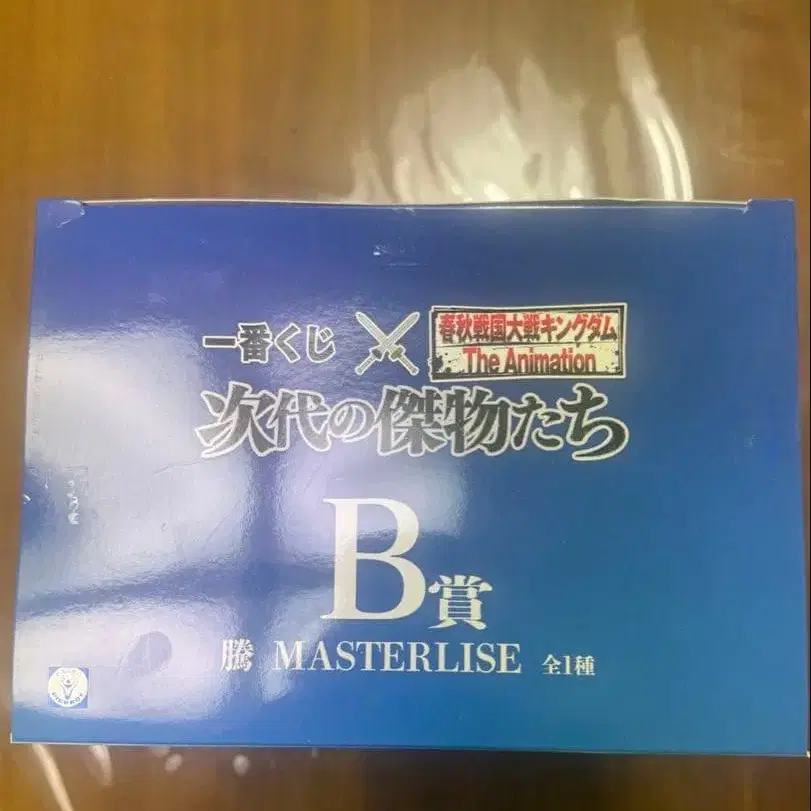 一番くじ
春秋戦国大戦キングダム
The Animation
次代の傑物たち
B賞
騰 MASTERLISE 全1種